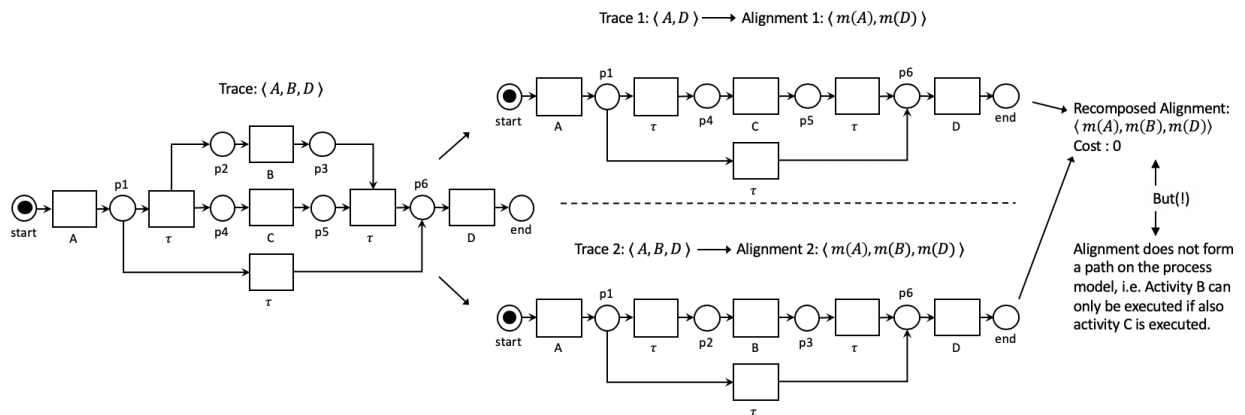 Trace: ⟨ A, B, D ⟩
p2
B
p3
p1
p6
start
A
τ
p4
C
p5
τ
D
end
τ
Trace 1: ⟨ A, D ⟩ ⟶ Alignment 1: ⟨ m(A), m(D) ⟩
p1
p6
start
A
τ
p4
C
p5
τ
D
end
τ
Trace 2: ⟨ A, B, D ⟩ ⟶ Alignment 2: ⟨ m(A), m(B), m(D) ⟩
p1
p6
start
A
τ
p2
B
p3
τ
D
end
τ
Recomposed Alignment:
⟨ m(A), m(B), m(D)⟩
Cost : 0
But(!)
Alignment does not form
a path on the process
model, i.e. Activity B can
only be executed if also
activity C is executed.